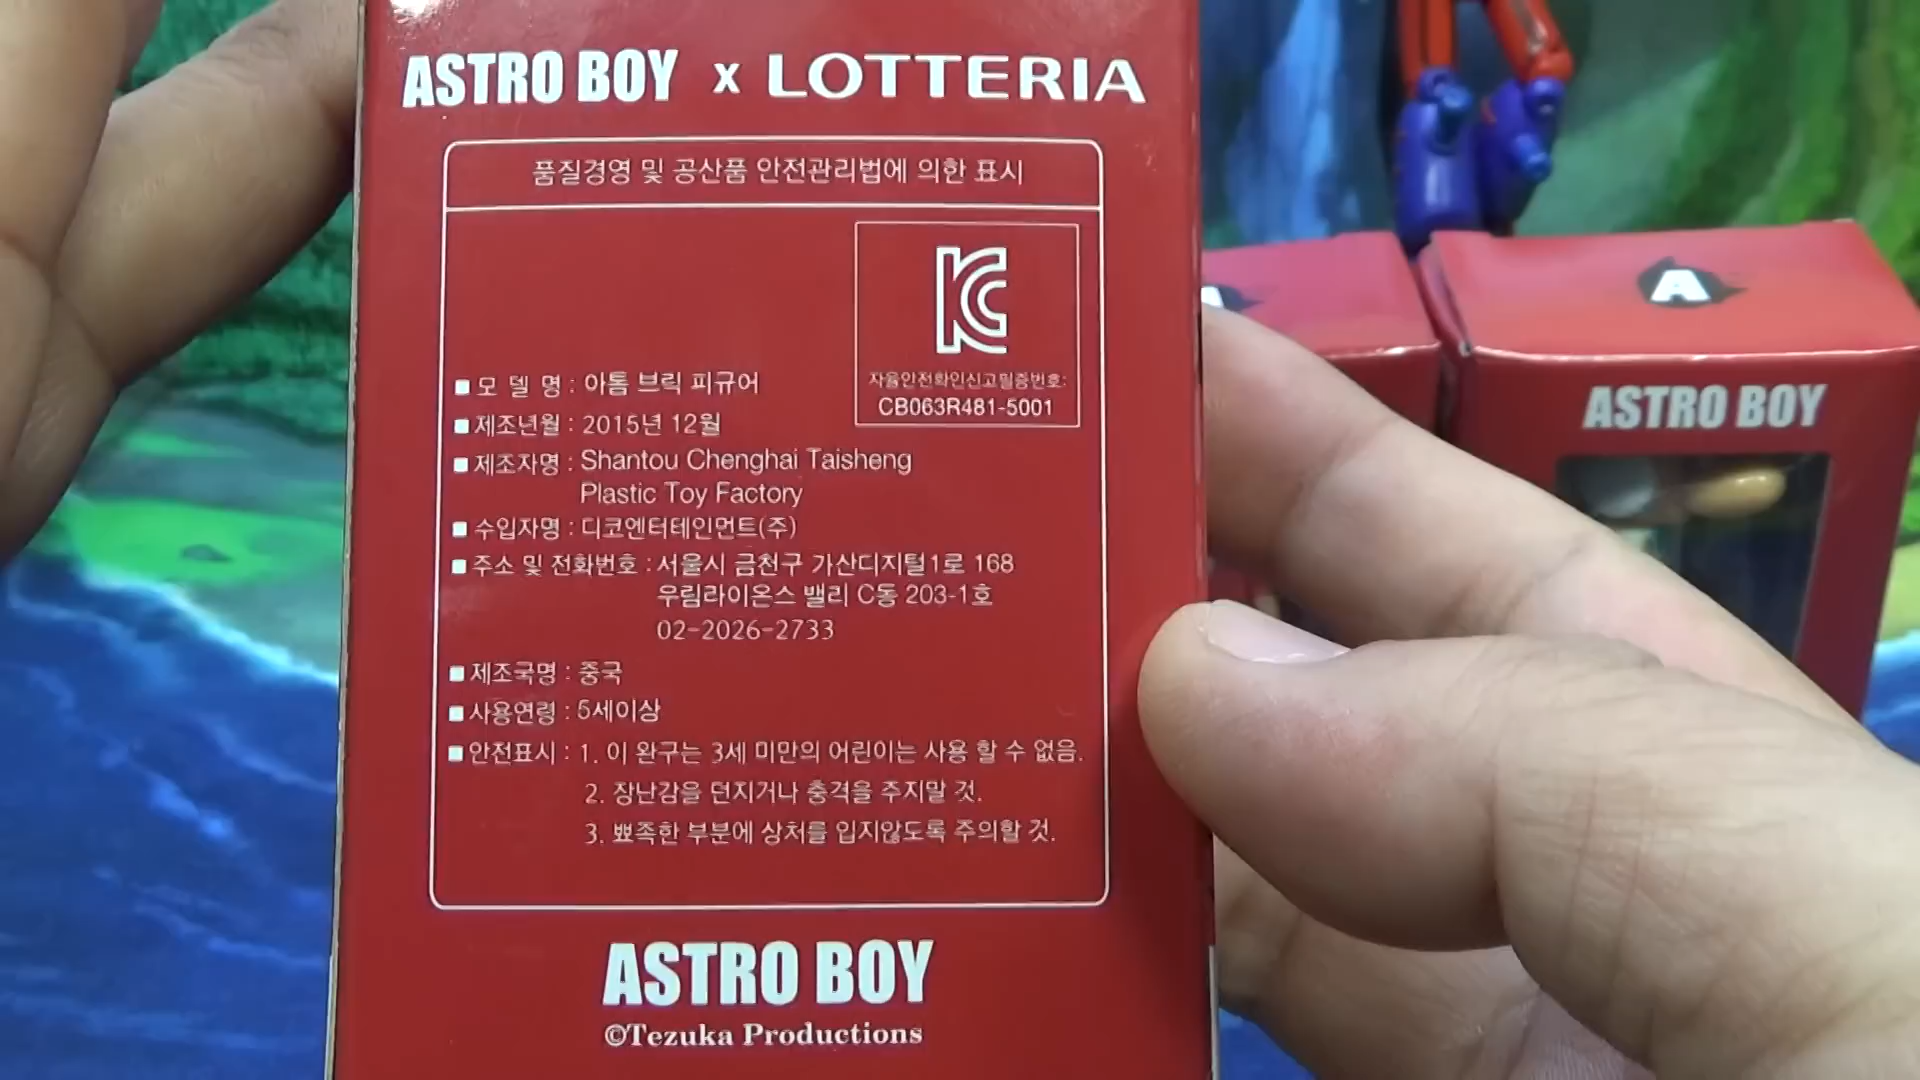 ASTRO BOY x LOTTERIA
품질경영 및 공산품 안전관리법에 의한 표시
KC
자율안전확인신고필증번호:
CB063R481-5001
■ 모 델 명 : 아톰 브릭 피규어
■ 제조년월 : 2015년 12월
■ 제조자명 : Shantou Chenghai Taisheng
Plastic Toy Factory
■ 수입자명 : 디코엔터테인먼트(주)
■ 주소 및 전화번호 : 서울시 금천구 가산디지털1로 168
우림라이온스 밸리 C동 203-1호
02-2026-2733
■ 제조국명 : 중국
■ 사용연령 : 5세이상
■ 안전표시 : 1. 이 완구는 3세 미만의 어린이는 사용 할 수 없음.
2. 장난감을 던지거나 충격을 주지말 것.
3. 뾰족한 부분에 상처를 입지않도록 주의할 것.
ASTRO BOY
©Tezuka Productions
A
A
ASTRO BOY